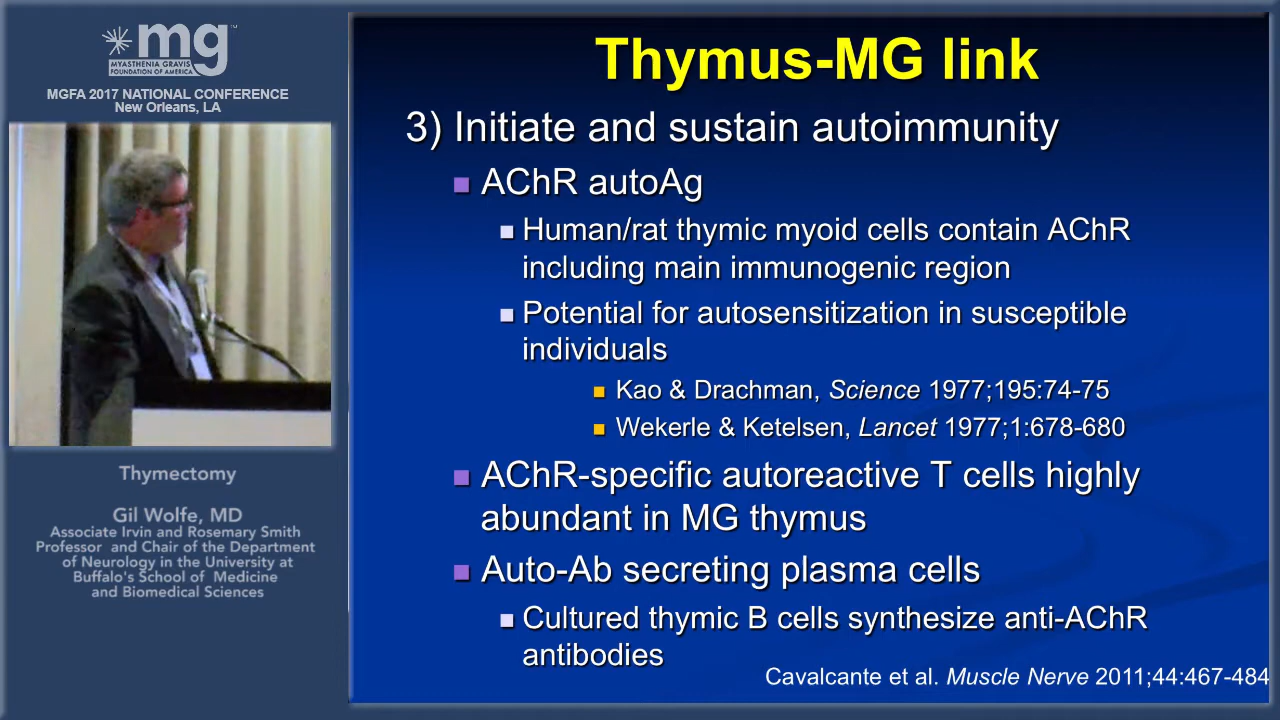 mg
MYASTHENIA GRAVIS
FOUNDATION OF AMERICA
MGFA 2017 NATIONAL CONFERENCE
New Orleans, LA
Thymectomy
Gil Wolfe, MD
Associate Irvin and Rosemary Smith
Professor and Chair of the Department
of Neurology in the University at
Buffalo's School of Medicine
and Biomedical Sciences
Thymus-MG link
3) Initiate and sustain autoimmunity
AChR autoAg
Human/rat thymic myoid cells contain AChR
including main immunogenic region
Potential for autosensitization in susceptible
individuals
Kao & Drachman, Science 1977;195:74-75
Wekerle & Ketelsen, Lancet 1977;1:678-680
AChR-specific autoreactive T cells highly
abundant in MG thymus
Auto-Ab secreting plasma cells
Cultured thymic B cells synthesize anti-AChR
antibodies
Cavalcante et al. Muscle Nerve 2011;44:467-484